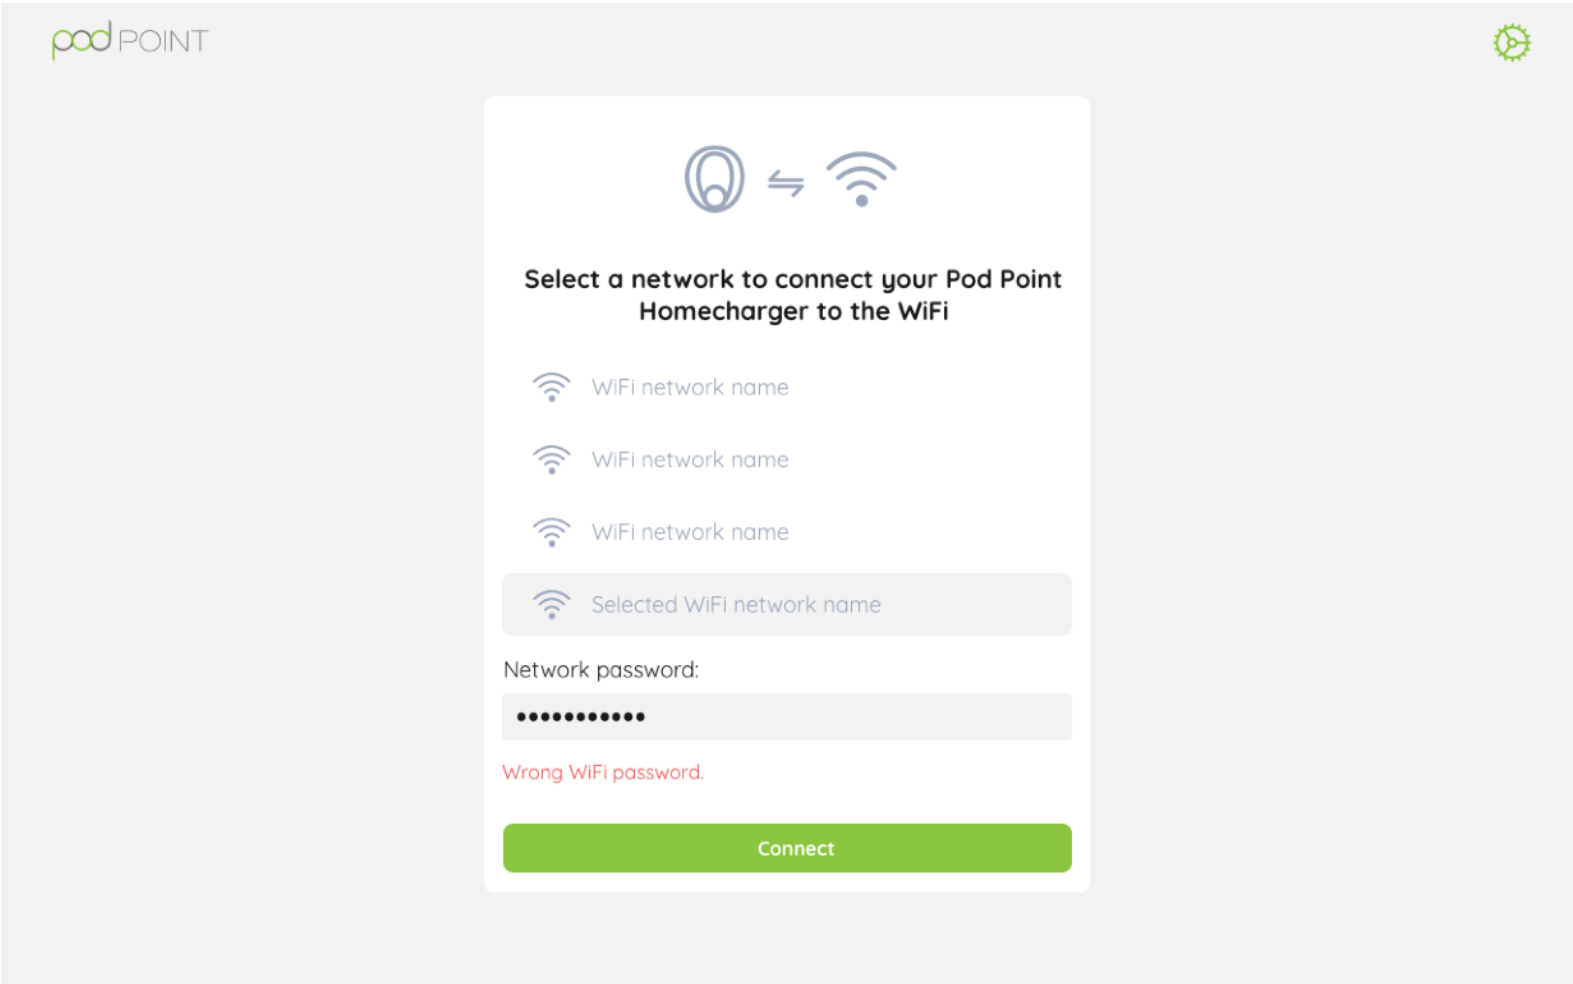 pod POINT
Select a network to connect your Pod Point
Homecharger to the WiFi
WiFi network name
WiFi network name
WiFi network name
Selected WiFi network name
Network password:
•••••••••••
Wrong WiFi password.
Connect